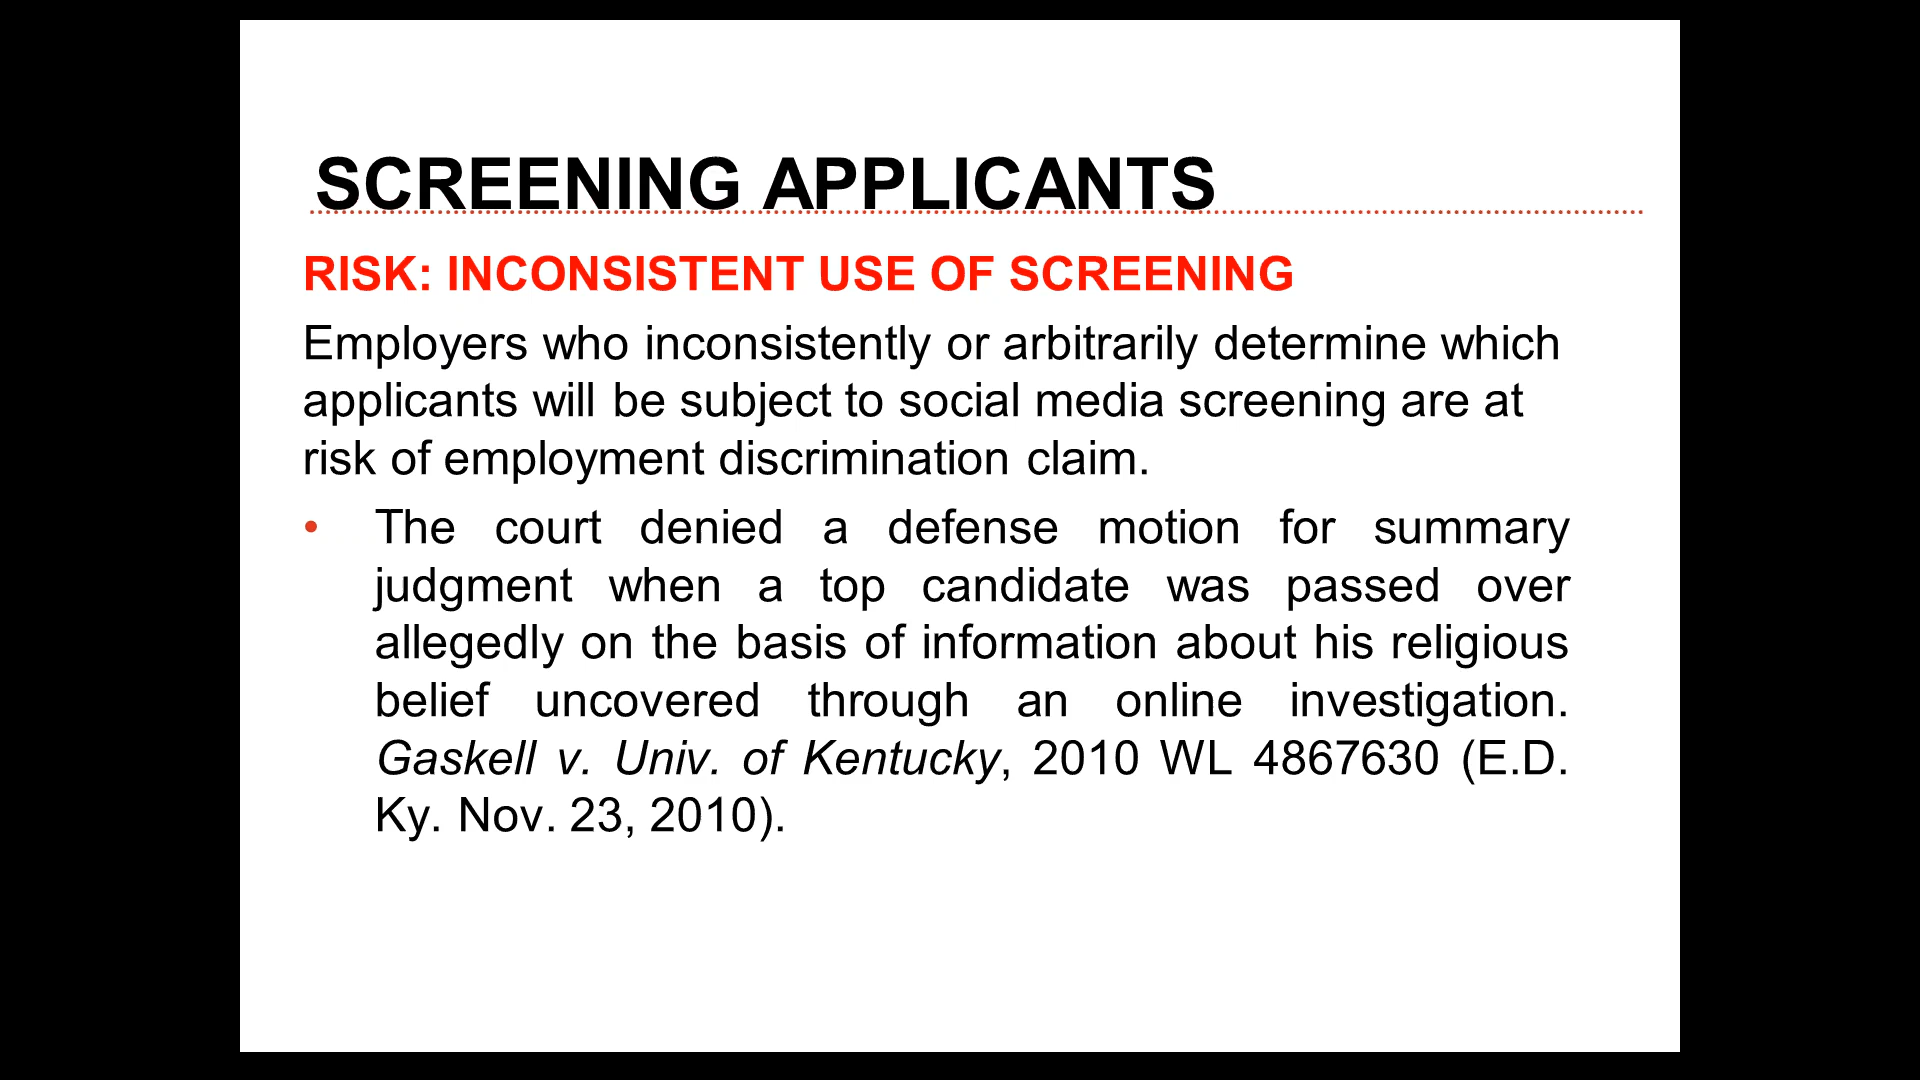 SCREENING APPLICANTS
RISK: INCONSISTENT USE OF SCREENING
Employers who inconsistently or arbitrarily determine which
applicants will be subject to social media screening are at
risk of employment discrimination claim.
• The court denied a defense motion for summary
judgment when a top candidate was passed over
allegedly on the basis of information about his religious
belief uncovered through an online investigation.
Gaskell v. Univ. of Kentucky, 2010 WL 4867630 (E.D.
Ky. Nov. 23, 2010).